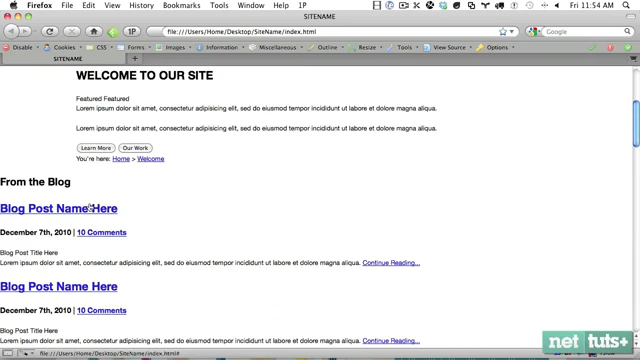 Firefox File Edit View History Bookmarks Tools Window Help 1P
Fri 11:54 AM
SITENAME
1P
file:///Users/Home/Desktop/SiteName/index.html
Google
Disable Cookies CSS Forms Images Information Miscellaneous Outline Resize Tools View Source Options
SITENAME
WELCOME TO OUR SITE
Featured Featured
Lorem ipsum dolor sit amet, consectetur adipisicing elit, sed do eiusmod tempor incididunt ut labore et dolore magna aliqua.
Lorem ipsum dolor sit amet, consectetur adipisicing elit, sed do eiusmod tempor incididunt ut labore et dolore magna aliqua.
Learn More Our Work
You're here: Home > Welcome
From the Blog
Blog Post Name Here
December 7th, 2010 | 10 Comments
Blog Post Title Here
Lorem ipsum dolor sit amet, consectetur adipisicing elit, sed do eiusmod tempor incididunt ut labore et dolore magna aliqua. Continue Reading...
Blog Post Name Here
December 7th, 2010 | 10 Comments
Blog Post Title Here
Lorem ipsum dolor sit amet, consectetur adipisicing elit, sed do eiusmod tempor incididunt ut labore et dolore magna aliqua. Continue Reading...
file:///Users/Home/Desktop/SiteName/index.html#
net tuts+